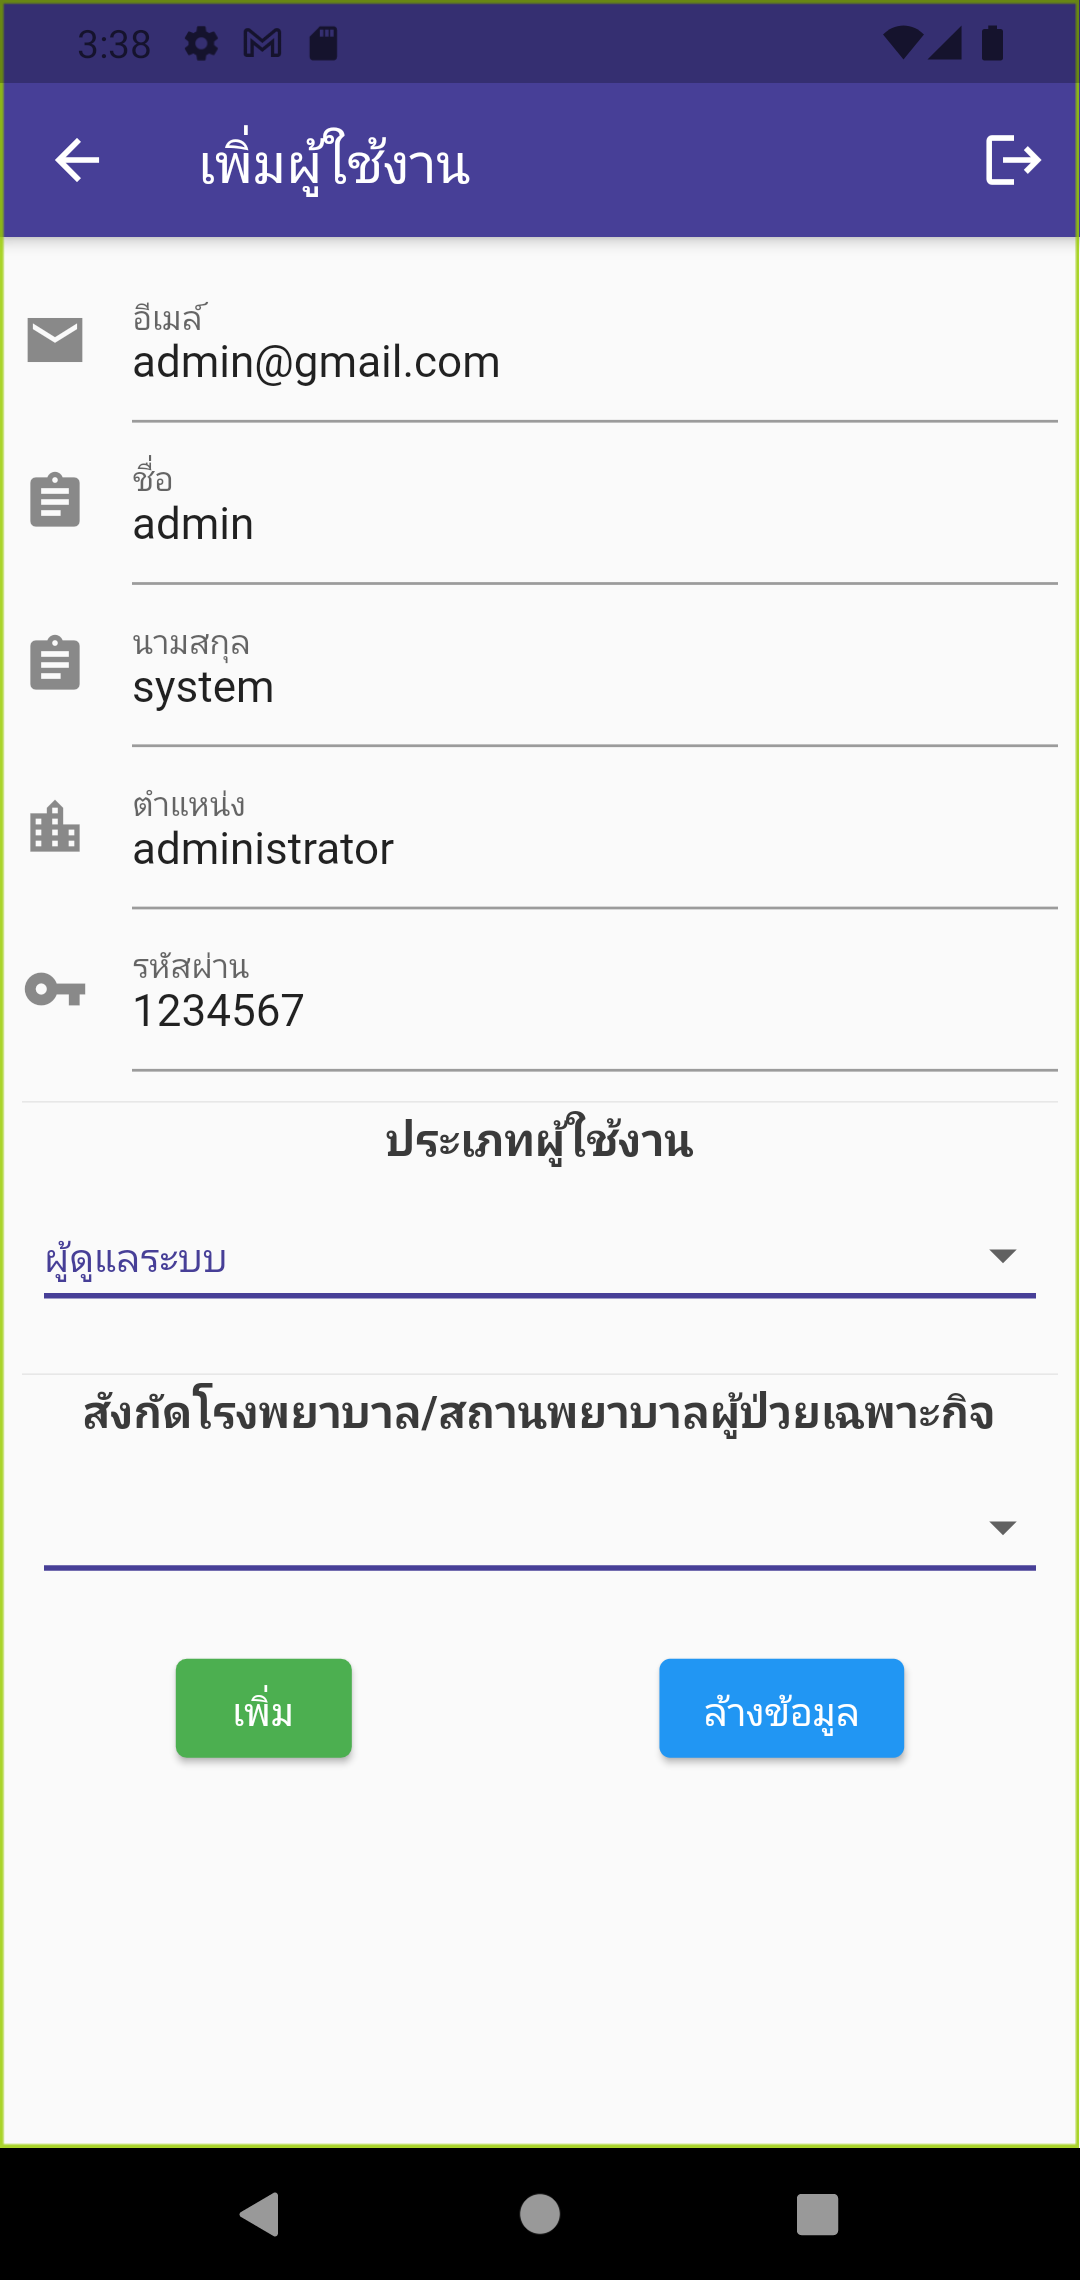 3:38
เพิ่มผู้ใช้งาน
อีเมล์
admin@gmail.com
ชื่อ
admin
นามสกุล
system
ตำแหน่ง
administrator
รหัสผ่าน
1234567
ประเภทผู้ใช้งาน
ผู้ดูแลระบบ
สังกัดโรงพยาบาล/สถานพยาบาลผู้ป่วยเฉพาะกิจ
เพิ่ม
ล้างข้อมูล